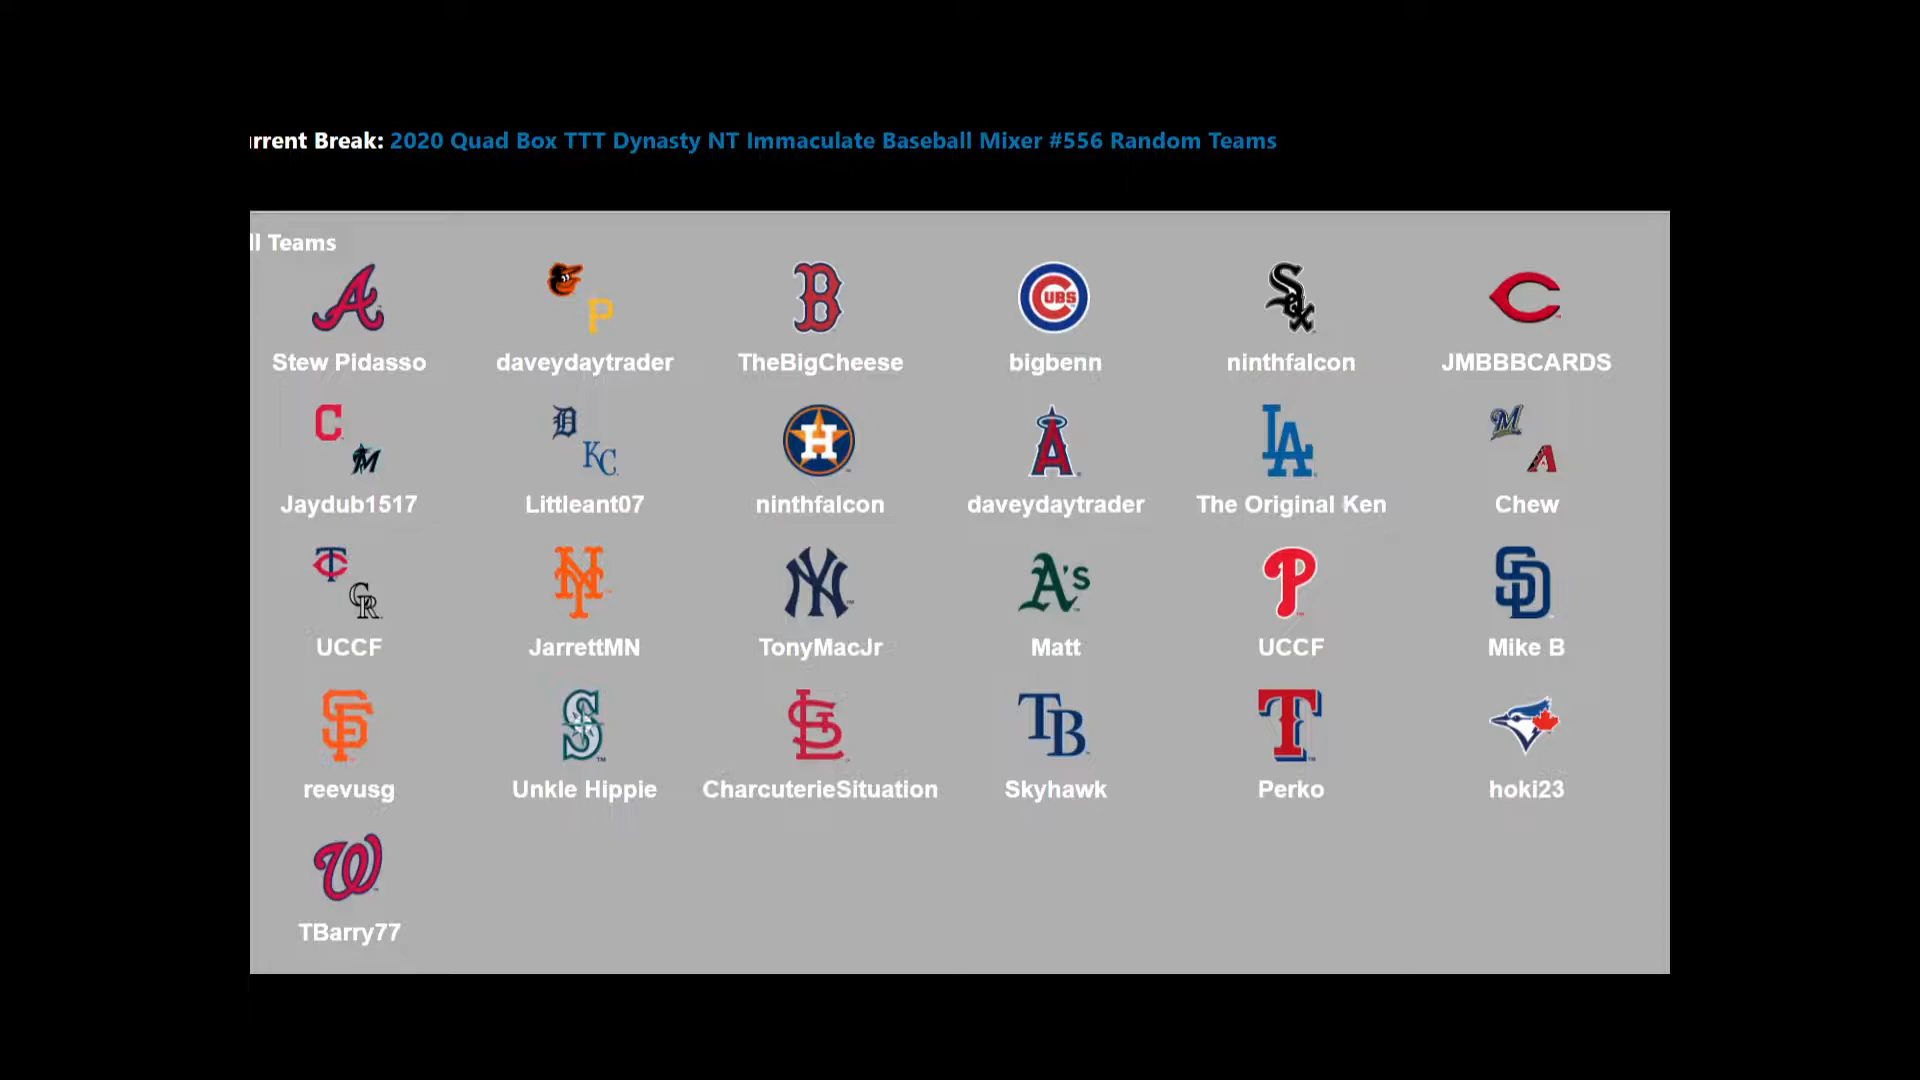 urrent Break: 2020 Quad Box TTT Dynasty NT Immaculate Baseball Mixer #556 Random Teams
ll Teams
Stew Pidasso daveydaytrader TheBigCheese bigbenn ninthfalcon JMBBBCARDS
Jaydub1517 Littleant07 ninthfalcon daveydaytrader The Original Ken Chew
UCCF JarrettMN TonyMacJr Matt UCCF Mike B
reevusg Unkle Hippie CharcuterieSituation Skyhawk Perko hoki23
TBarry77